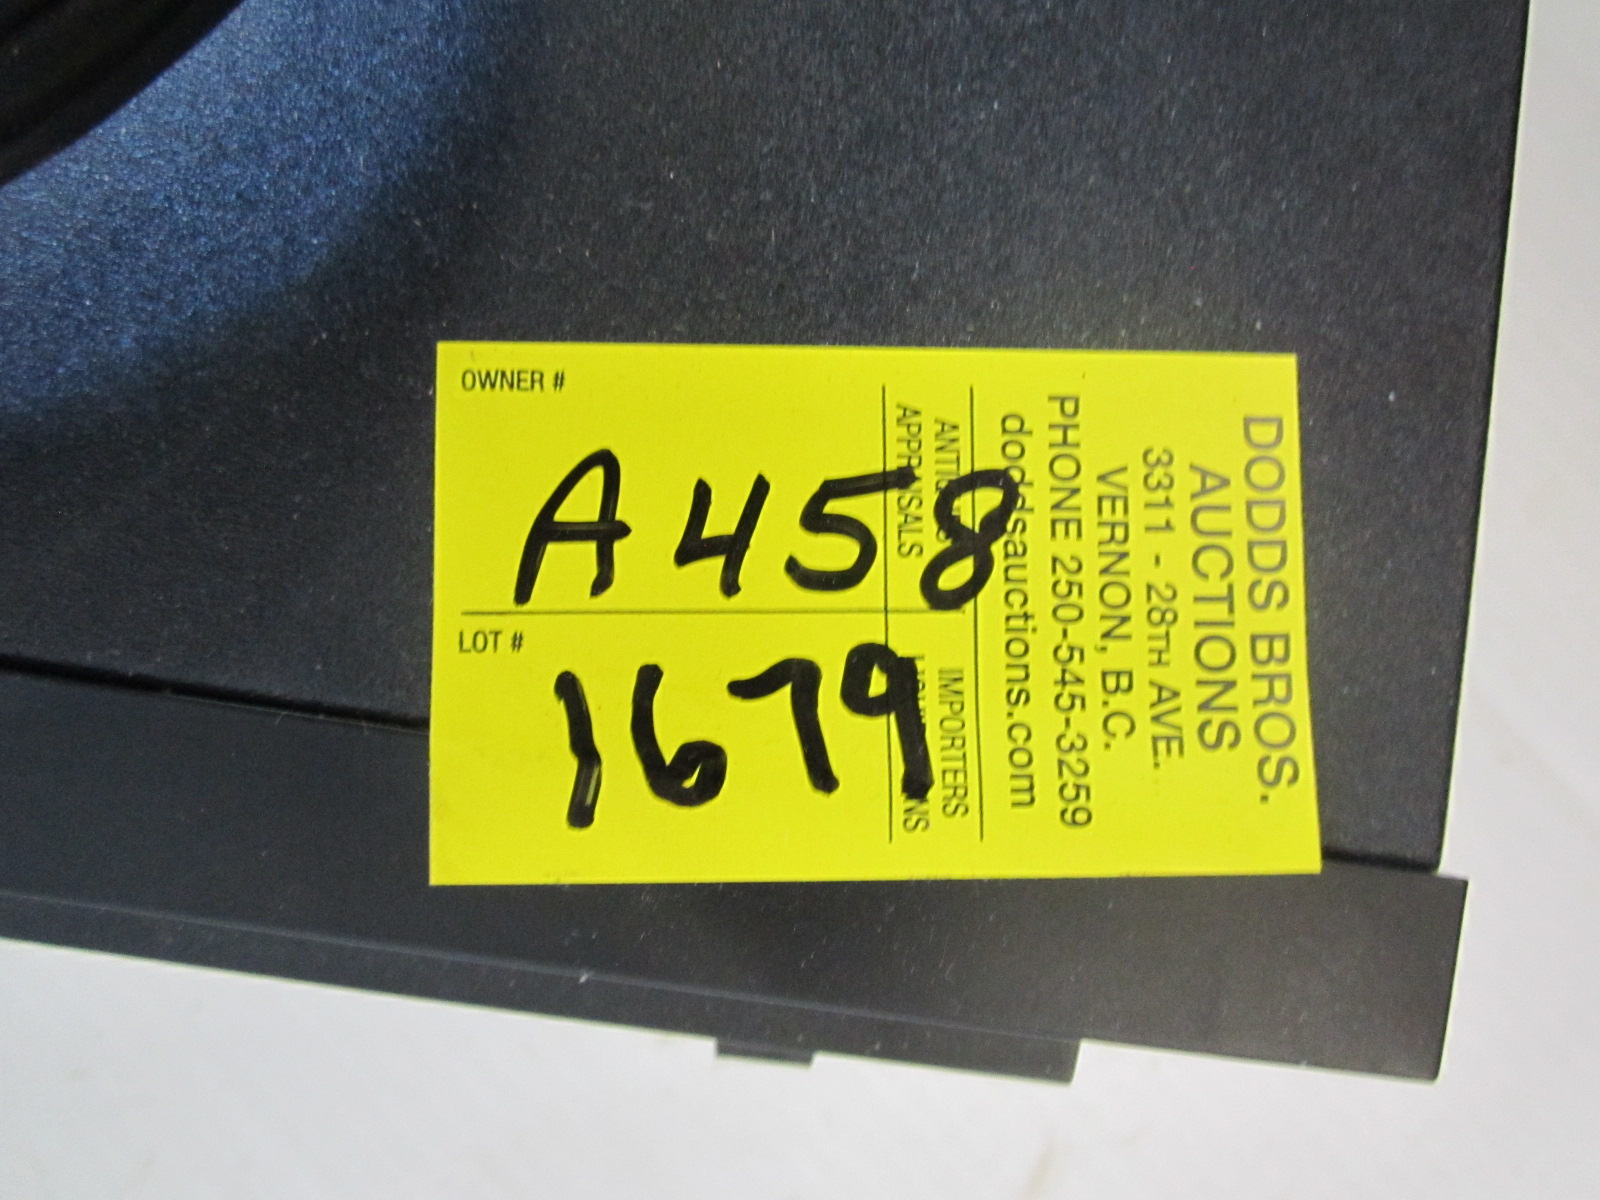 DODDS BROS.
AUCTIONS
3311 - 28TH AVE.
VERNON, B.C.
PHONE 250-545-3259
doddsauctions.com
IMPORTERS
APPRAISALS
OWNER #
A458
LOT #
1679